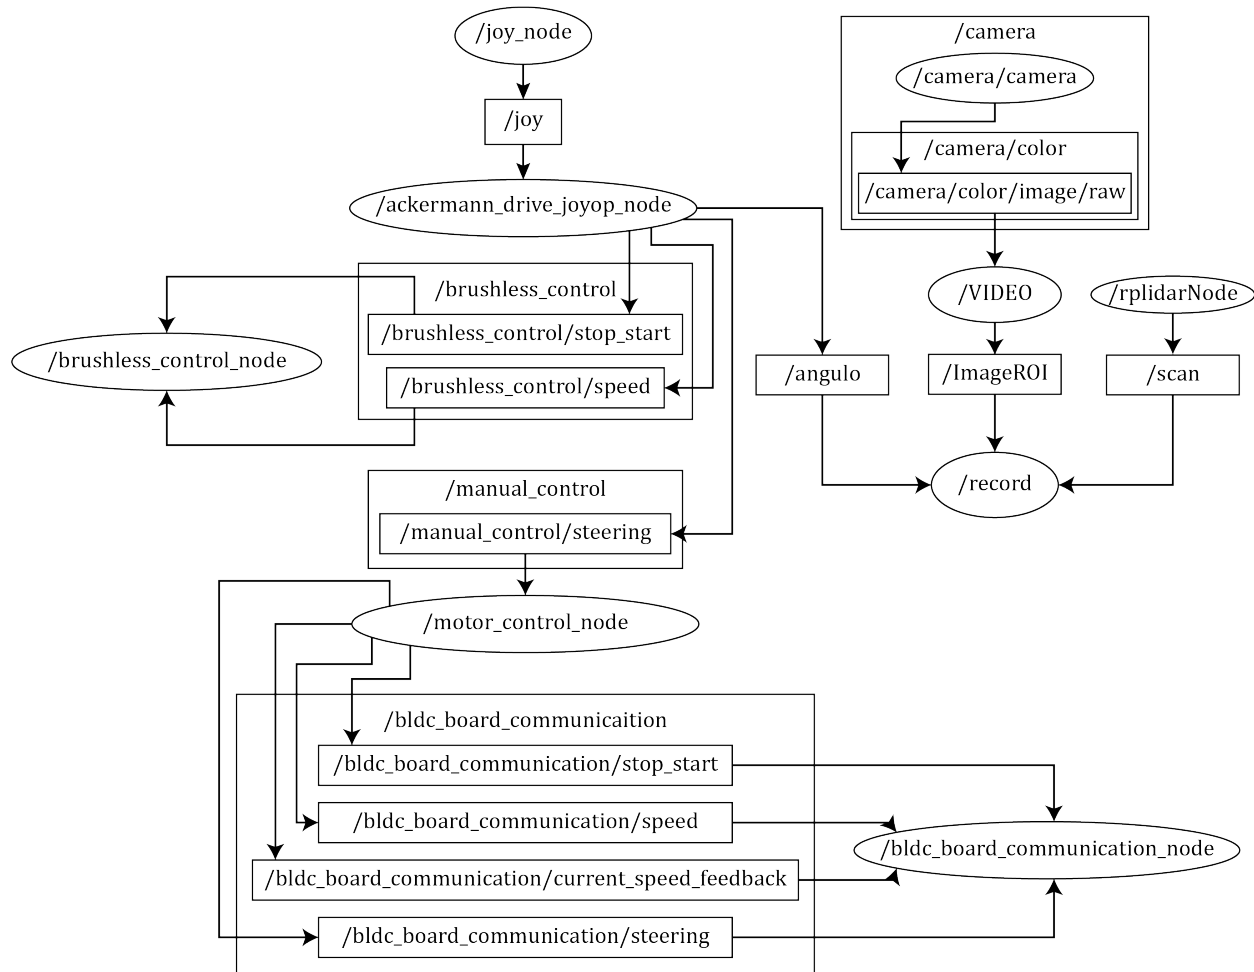 /joy_node
/camera
/camera/camera
/joy
/camera/color
/camera/color/image/raw
/ackermann_drive_joyop_node
/brushless_control
/VIDEO
/rplidarNode
/brushless_control/stop_start
/brushless_control_node
/brushless_control/speed
/angulo
/ImageROI
/scan
/manual_control
/record
/manual_control/steering
/motor_control_node
/bldc_board_communicaition
/bldc_board_communication/stop_start
/bldc_board_communication/speed
/bldc_board_communication_node
/bldc_board_communication/current_speed_feedback
/bldc_board_communication/steering